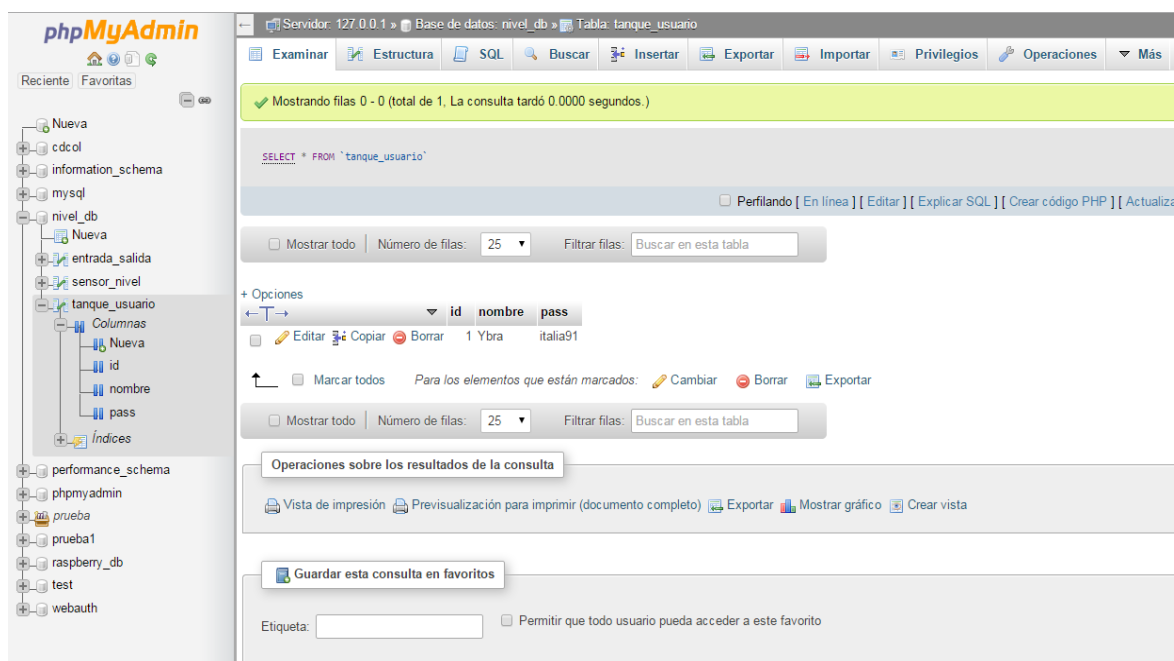 phpMyAdmin
Reciente Favoritas
Nueva
cdcol
information_schema
mysql
nivel_db
Nueva
entrada_salida
sensor_nivel
tanque_usuario
Columnas
Nueva
id
nombre
pass
Índices
performance_schema
phpmyadmin
prueba
prueba1
raspberry_db
test
webauth
Servidor: 127.0.0.1 » Base de datos: nivel_db » Tabla: tanque_usuario
Examinar Estructura SQL Buscar Insertar Exportar Importar Privilegios Operaciones Más
Mostrando filas 0 - 0 (total de 1, La consulta tardó 0.0000 segundos.)
SELECT * FROM `tanque_usuario`
Perfilando [ En línea ] [ Editar ] [ Explicar SQL ] [ Crear código PHP ] [ Actualiza
Mostrar todo | Número de filas: 25 Filtrar filas: Buscar en esta tabla
+ Opciones
←T→ id nombre pass
Editar Copiar Borrar 1 Ybra italia91
Marcar todos Para los elementos que están marcados: Cambiar Borrar Exportar
Mostrar todo | Número de filas: 25 Filtrar filas: Buscar en esta tabla
Operaciones sobre los resultados de la consulta
Vista de impresión Previsualización para imprimir (documento completo) Exportar Mostrar gráfico Crear vista
Guardar esta consulta en favoritos
Etiqueta: Permitir que todo usuario pueda acceder a este favorito